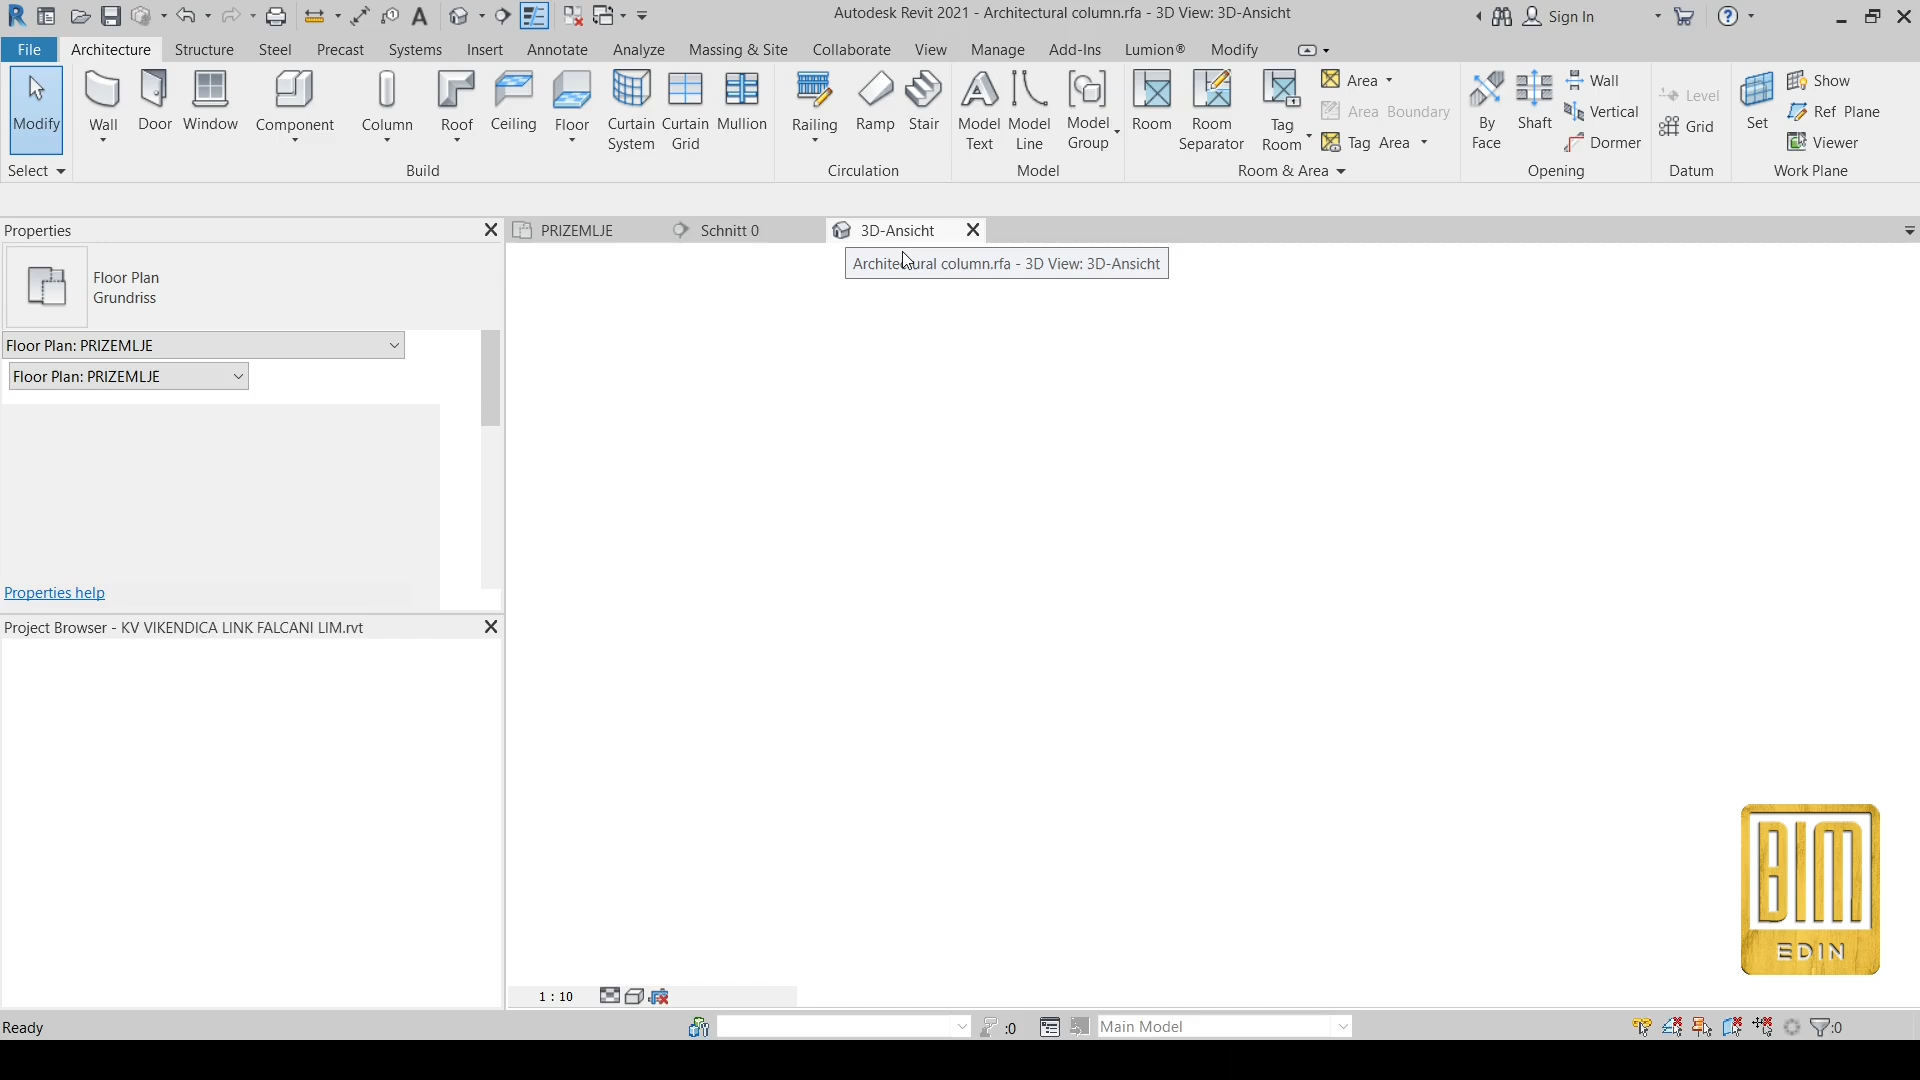 Autodesk Revit 2021 - Architectural column.rfa - 3D View: 3D-Ansicht
Sign In
File Architecture Structure Steel Precast Systems Insert Annotate Analyze Massing & Site Collaborate View Manage Add-Ins Lumion® Modify
Modify
Wall
Door
Window
Component
Column
Roof
Ceiling
Floor
Curtain System
Curtain Grid
Mullion
Railing
Ramp
Stair
Model Text
Model Line
Model Group
Room
Room Separator
Tag Room
Area
Area Boundary
Tag Area
By Face
Shaft
Wall
Vertical
Dormer
Level
Grid
Set
Show
Ref Plane
Viewer
Select
Build
Circulation
Model
Room & Area
Opening
Datum
Work Plane
Properties
PRIZEMLJE
Schnitt 0
3D-Ansicht
Architectural column.rfa - 3D View: 3D-Ansicht
Floor Plan
Grundriss
Floor Plan: PRIZEMLJE
Floor Plan: PRIZEMLJE
Properties help
Project Browser - KV VIKENDICA LINK FALCANI LIM.rvt
BIM
EDIN
1 : 10
Ready
:0
Main Model
:0